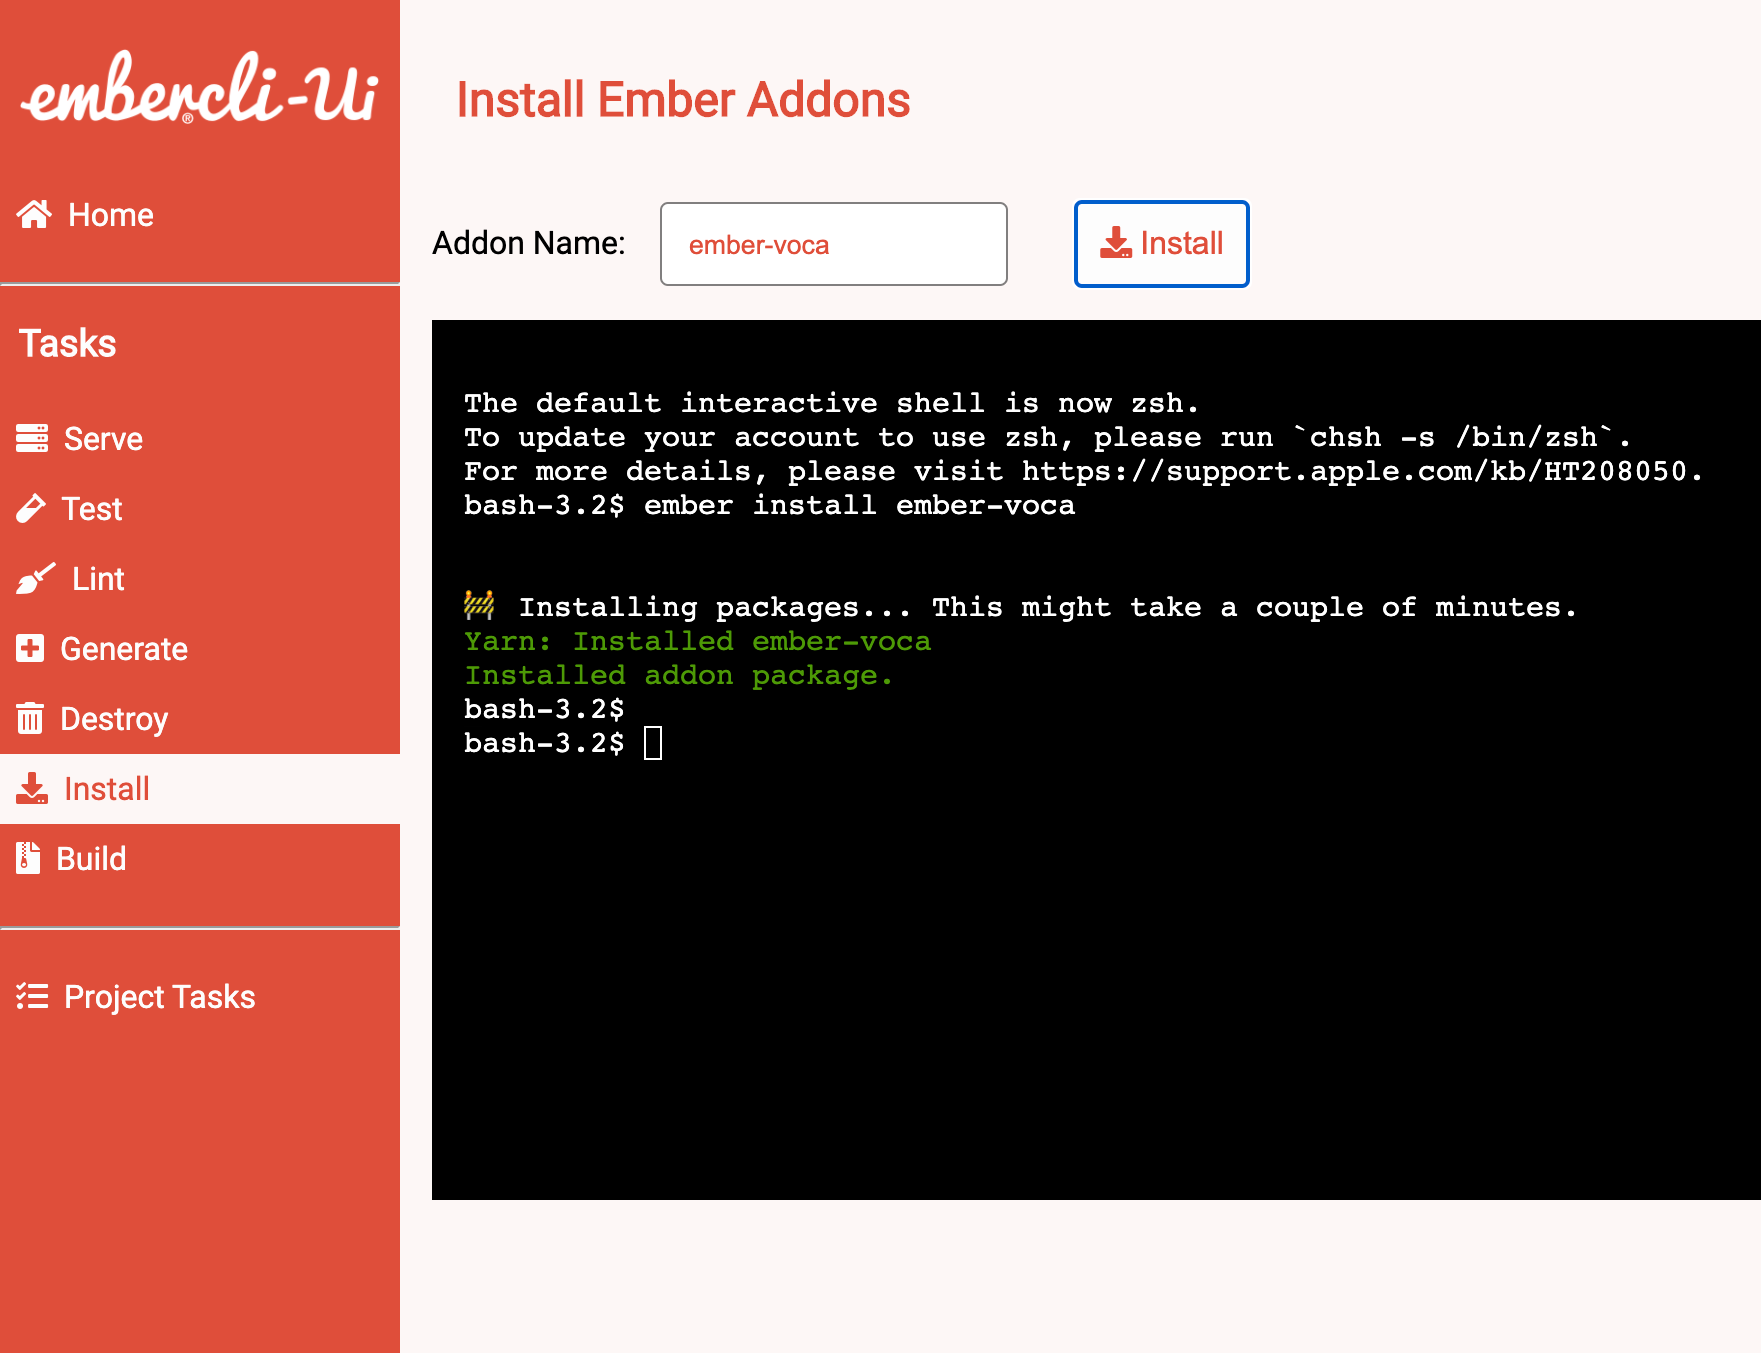 embercli-Ui
®
Home
Tasks
Serve
Test
Lint
Generate
Destroy
Install
Build
Project Tasks
Install Ember Addons
Addon Name:
ember-voca
Install
The default interactive shell is now zsh.
To update your account to use zsh, please run `chsh -s /bin/zsh`.
For more details, please visit https://support.apple.com/kb/HT208050.
bash-3.2$ ember install ember-voca
🚧 Installing packages... This might take a couple of minutes.
Yarn: Installed ember-voca
Installed addon package.
bash-3.2$
bash-3.2$